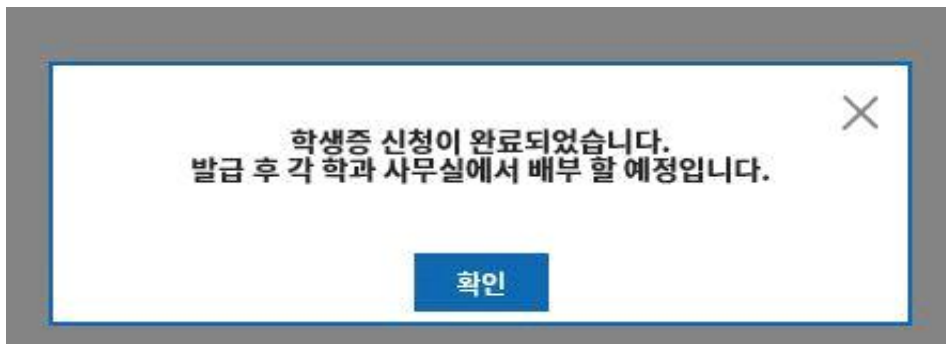 학생증 신청이 완료되었습니다.
발급 후 각 학과 사무실에서 배부 할 예정입니다.
확인